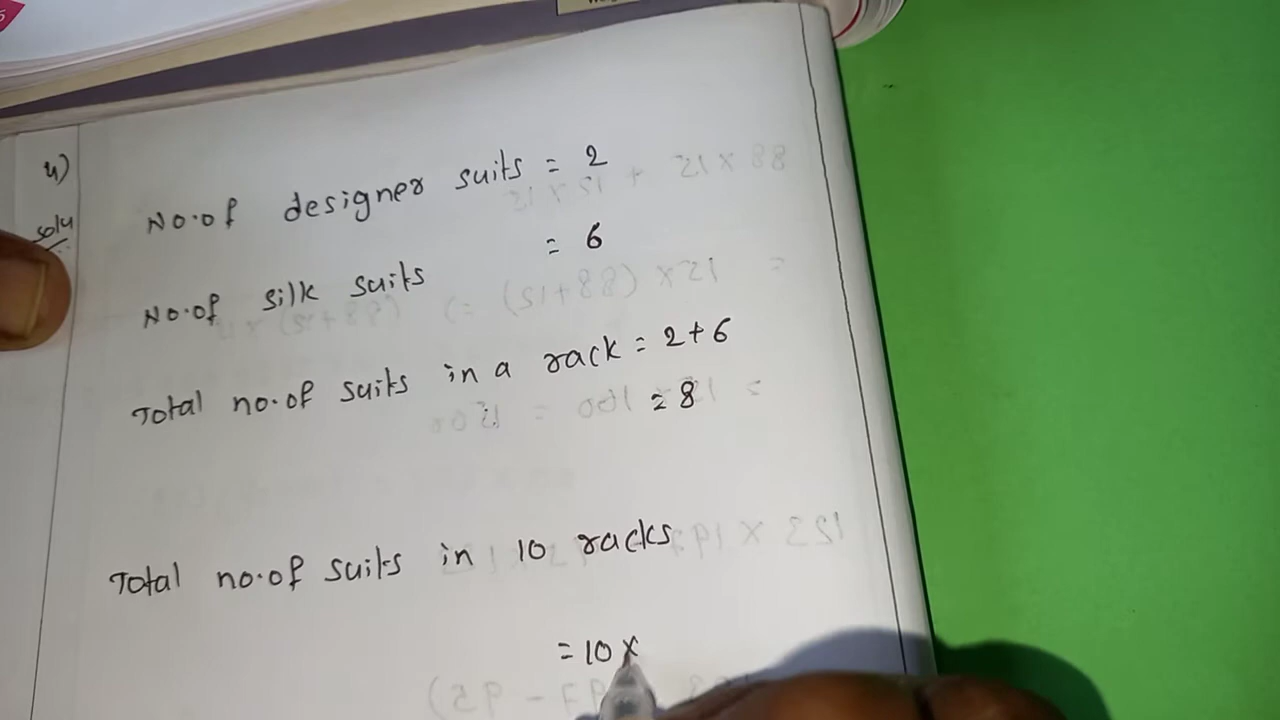 4)
Solu
No.of designer suits = 2
No.of silk suits = 6
Total no.of suits in a rack = 2+6
= 8
Total no.of suits in 10 racks
= 10 x